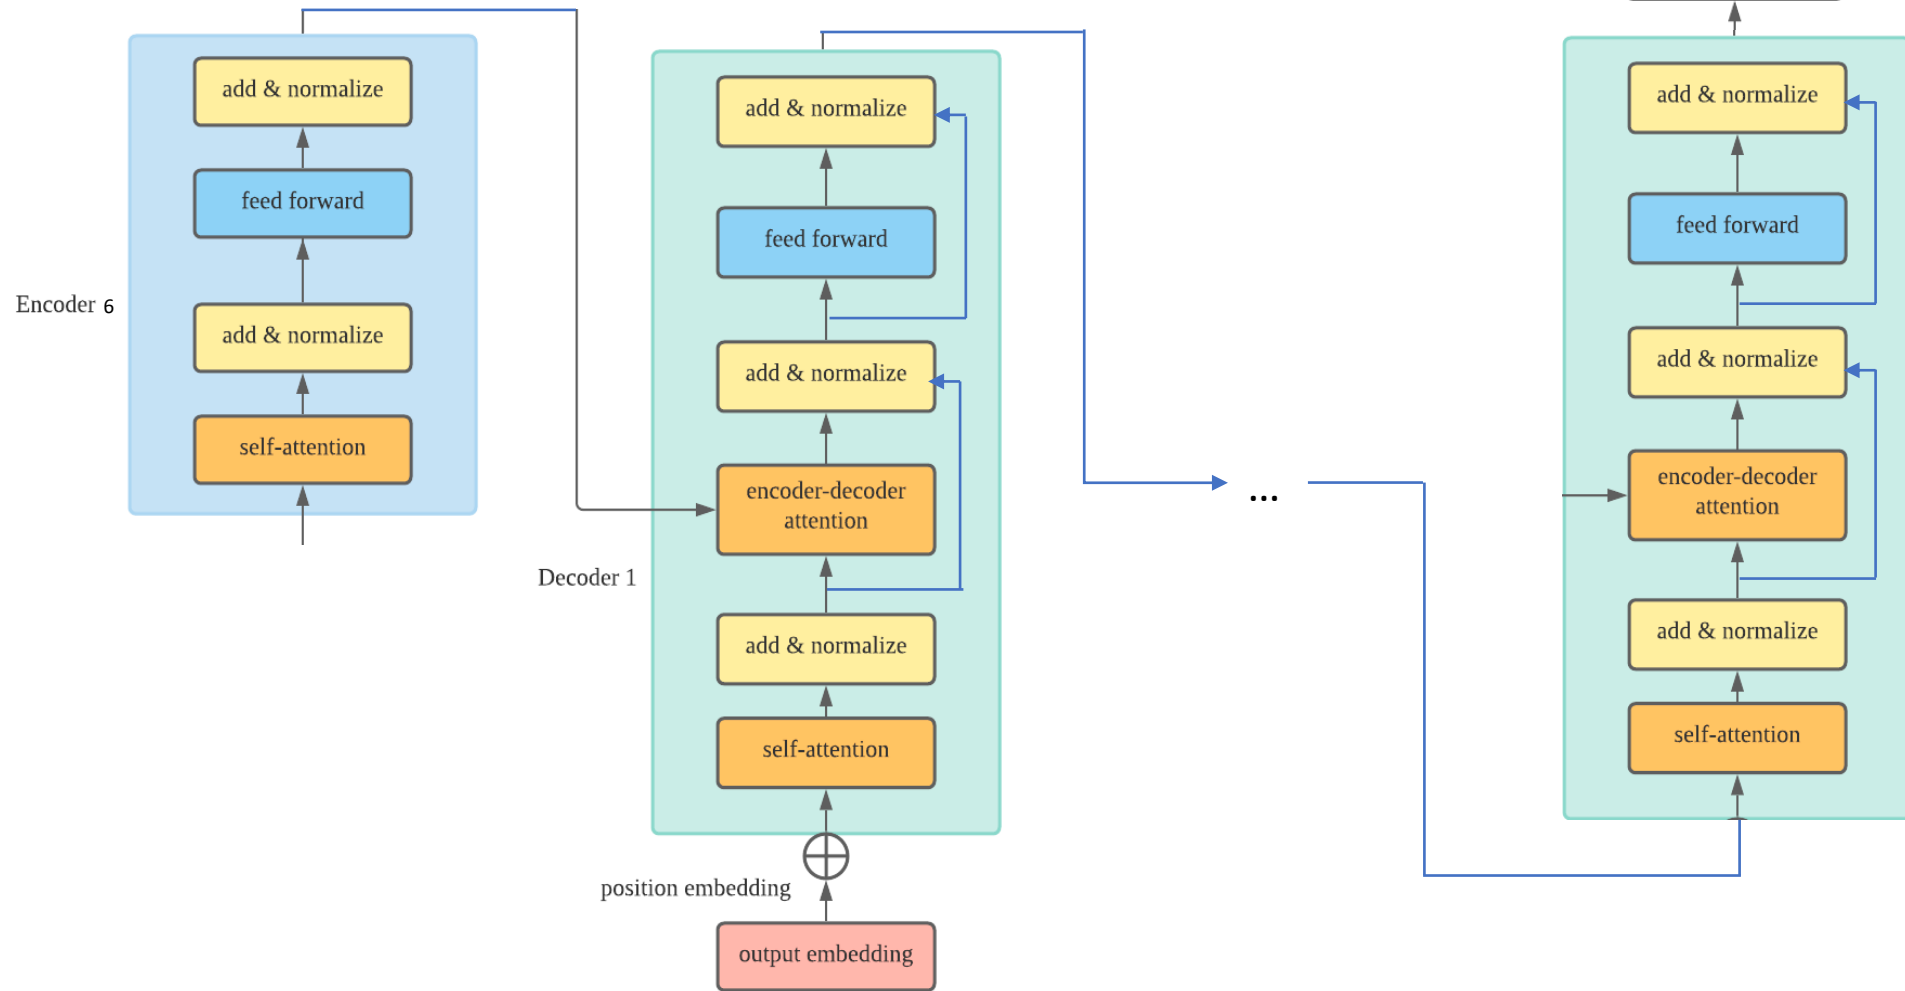 add & normalize
feed forward
add & normalize
self-attention
Encoder 6
add & normalize
feed forward
add & normalize
encoder-decoder
attention
add & normalize
self-attention
Decoder 1
position embedding
output embedding
...
add & normalize
feed forward
add & normalize
encoder-decoder
attention
add & normalize
self-attention